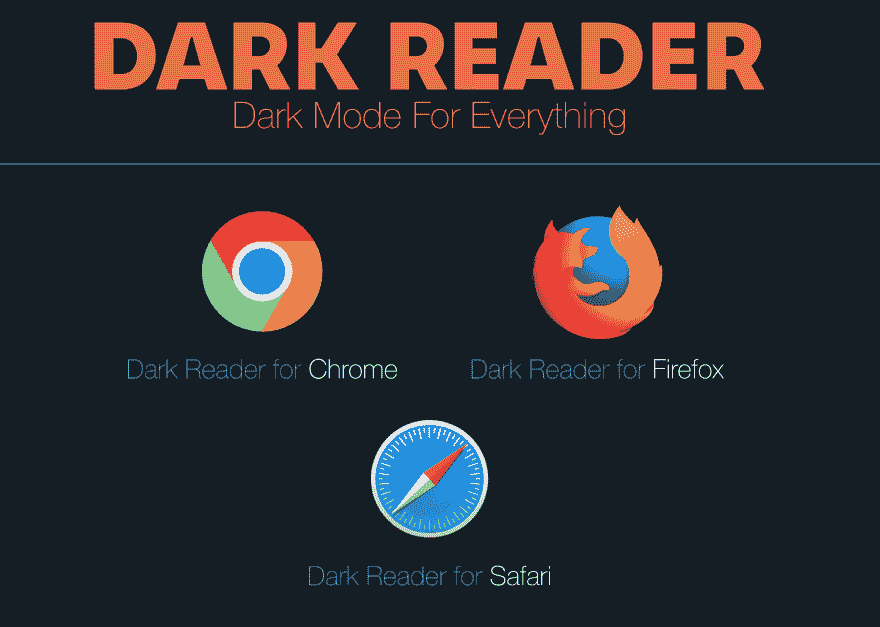 DARK READER
Dark Mode For Everything
Dark Reader for Chrome
Dark Reader for Firefox
Dark Reader for Safari